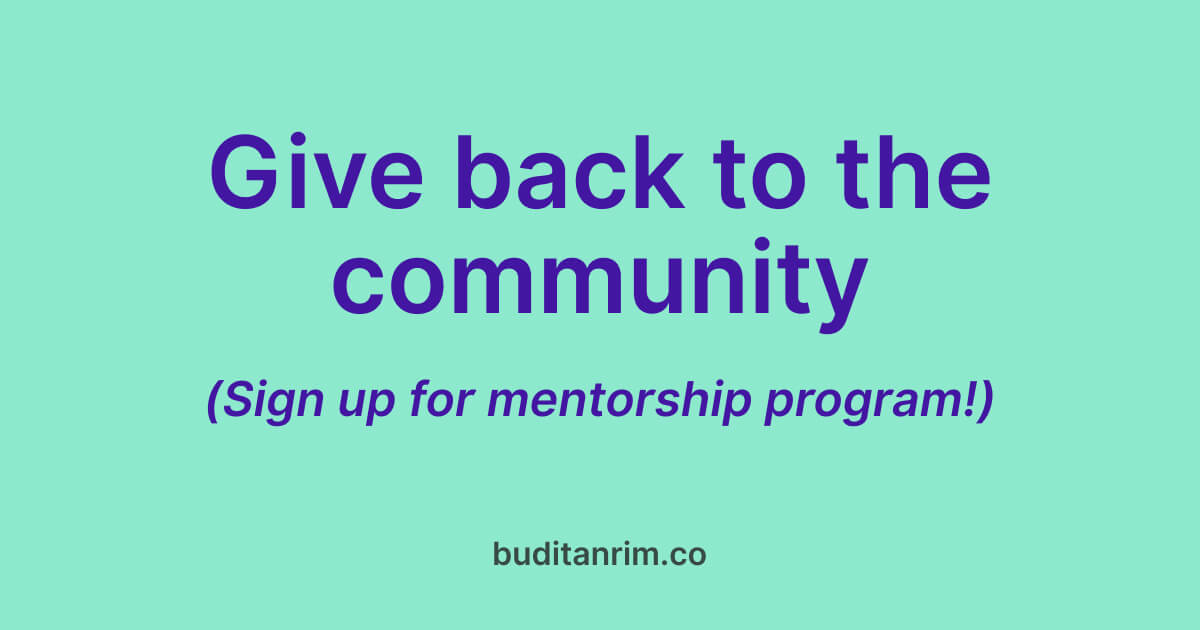 Give back to the
community
(Sign up for mentorship program!)
buditanrim.co